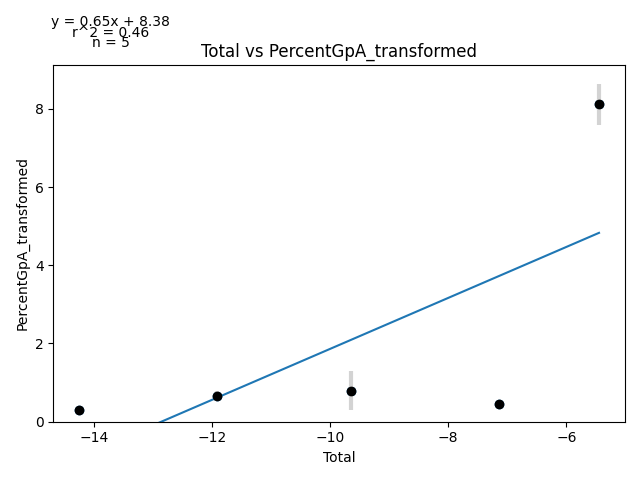 y = 0.65x + 8.38
r^2 = 0.46
n = 5
Total vs PercentGpA_transformed
PercentGpA_transformed
8
6
4
2
0
−14
−12
−10
−8
−6
Total